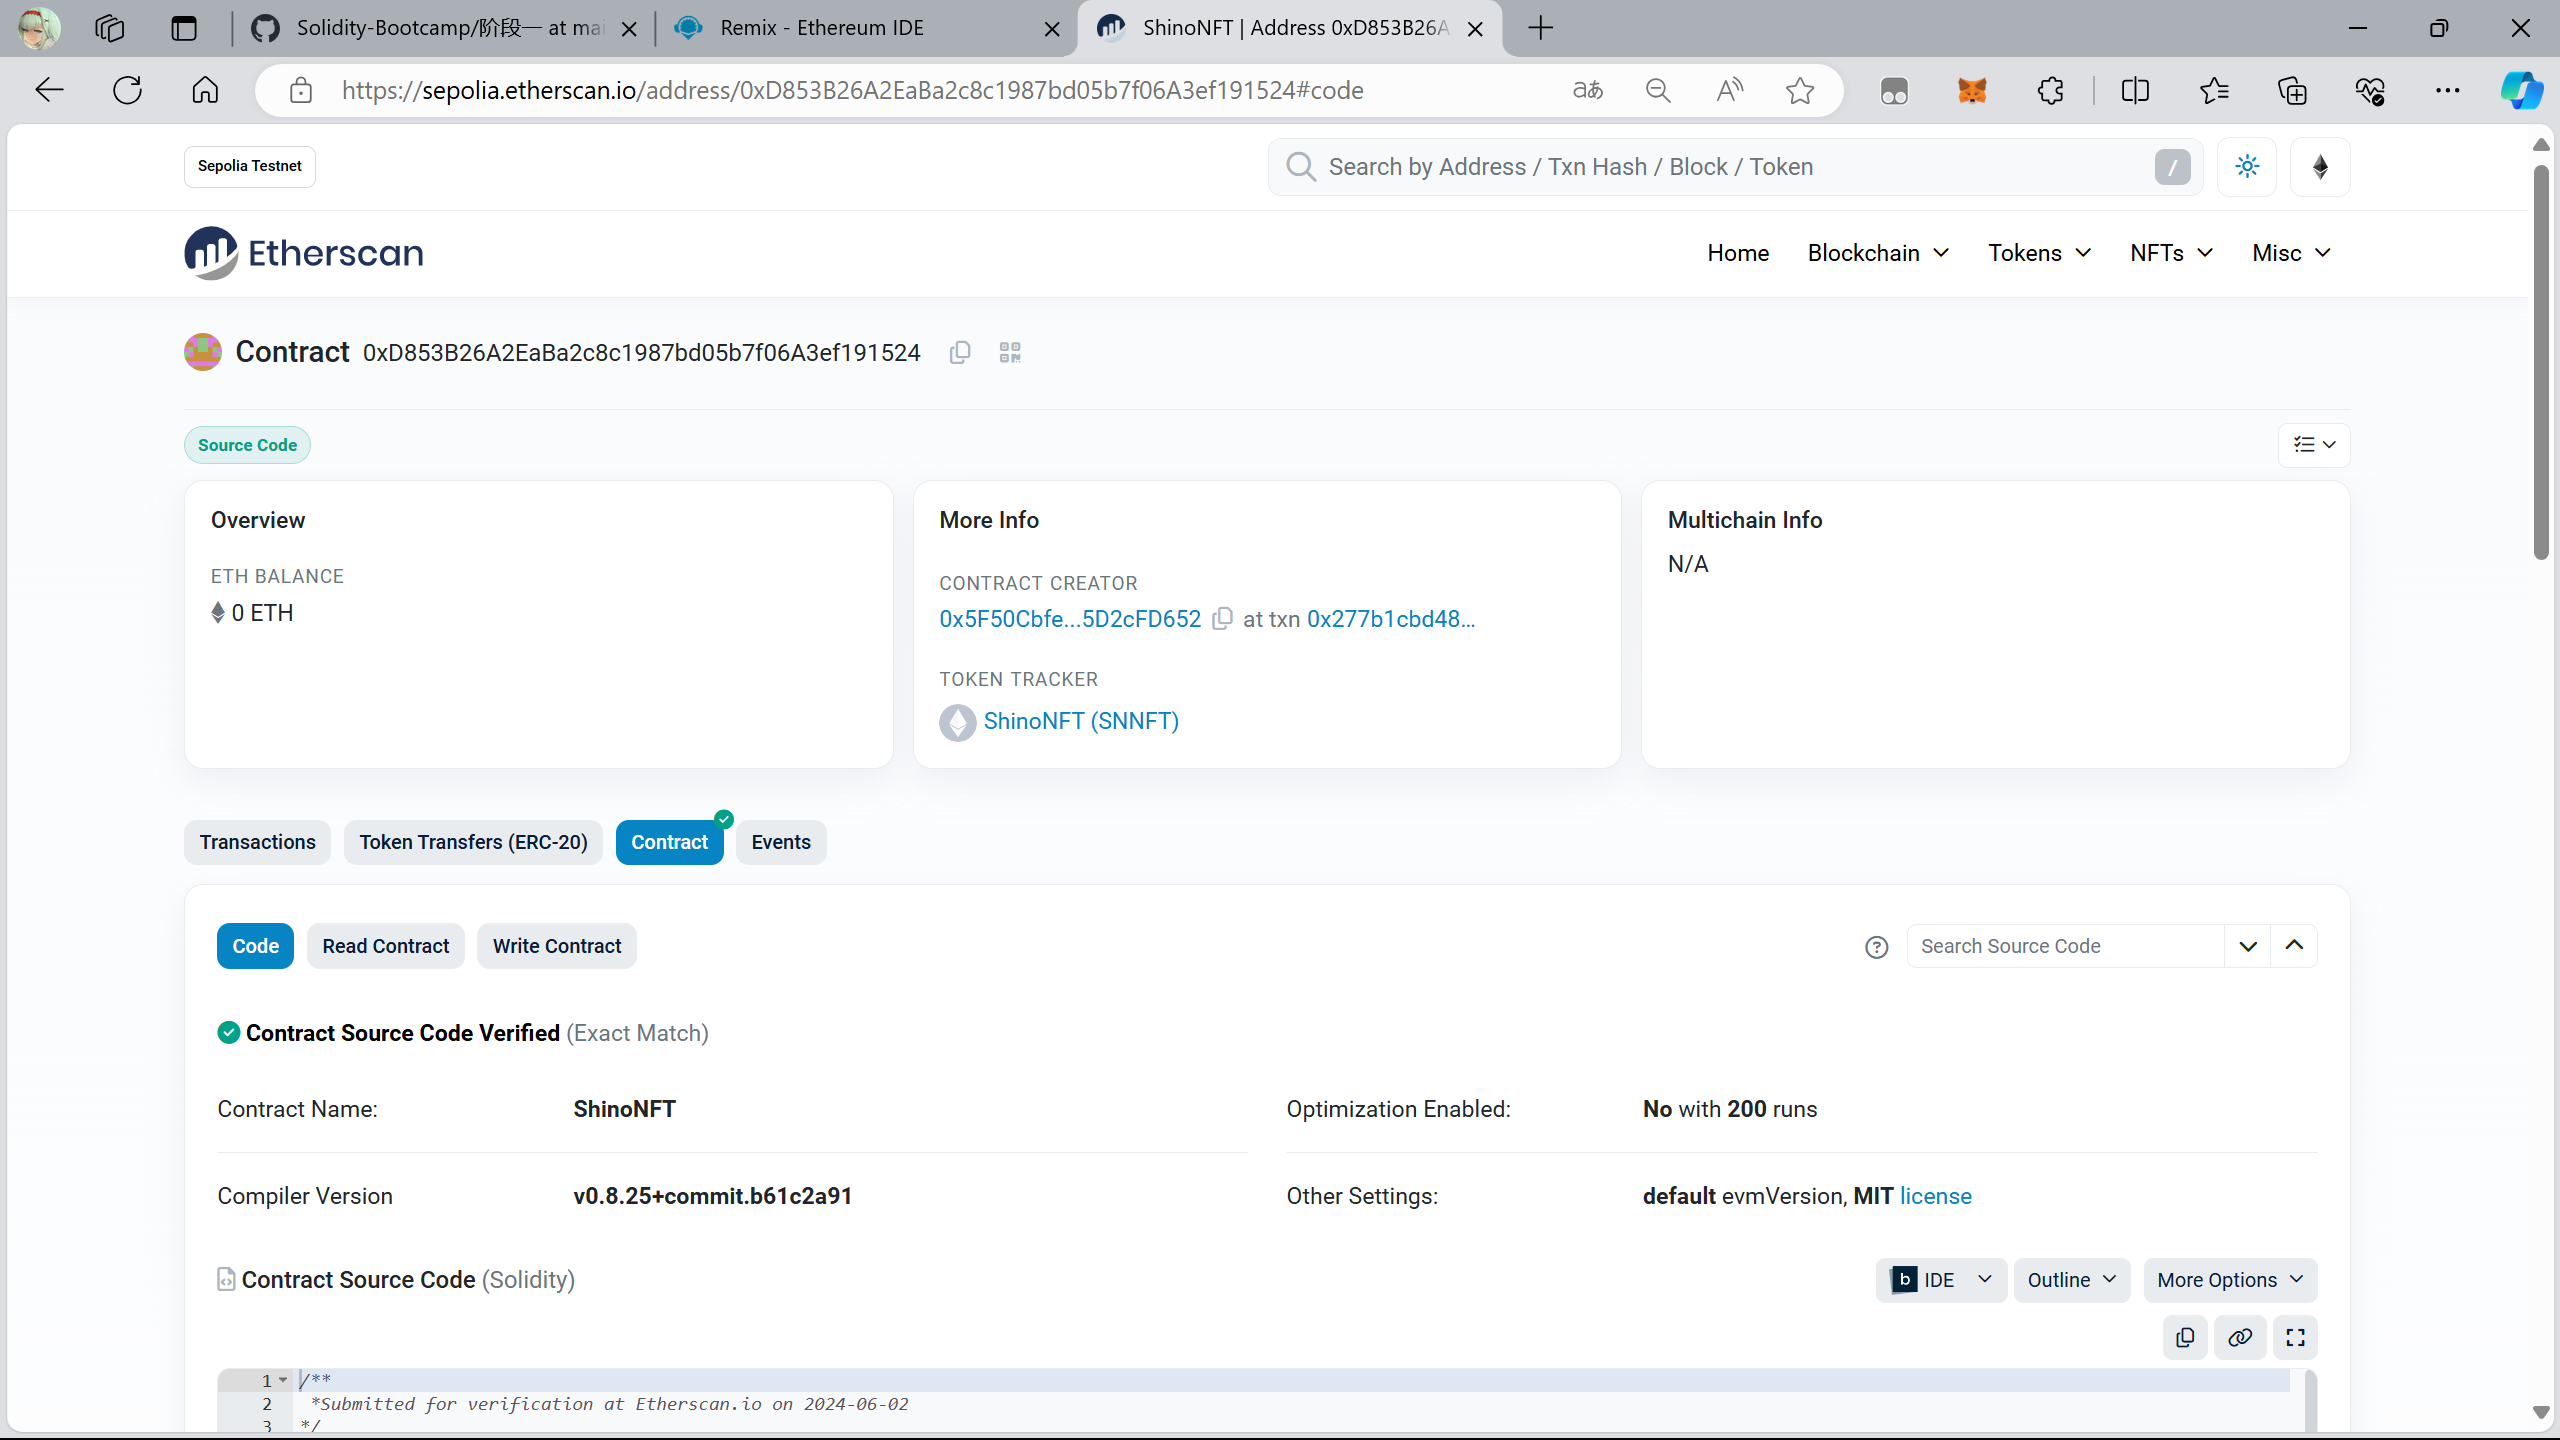 Solidity-Bootcamp/阶段一 at mai
Remix - Ethereum IDE
ShinoNFT | Address 0xD853B26A
https://sepolia.etherscan.io/address/0xD853B26A2EaBa2c8c1987bd05b7f06A3ef191524#code
Sepolia Testnet
Search by Address / Txn Hash / Block / Token
/
Etherscan
Home
Blockchain
Tokens
NFTs
Misc
Contract 0xD853B26A2EaBa2c8c1987bd05b7f06A3ef191524
Source Code
Overview
ETH BALANCE
0 ETH
More Info
CONTRACT CREATOR
0x5F50Cbfe...5D2cFD652 at txn 0x277b1cbd48...
TOKEN TRACKER
ShinoNFT (SNNFT)
Multichain Info
N/A
Transactions
Token Transfers (ERC-20)
Contract
Events
Code
Read Contract
Write Contract
Search Source Code
Contract Source Code Verified (Exact Match)
Contract Name:
ShinoNFT
Optimization Enabled:
No with 200 runs
Compiler Version
v0.8.25+commit.b61c2a91
Other Settings:
default evmVersion, MIT license
Contract Source Code (Solidity)
b IDE
Outline
More Options
1 /**
2 *Submitted for verification at Etherscan.io on 2024-06-02
3 */